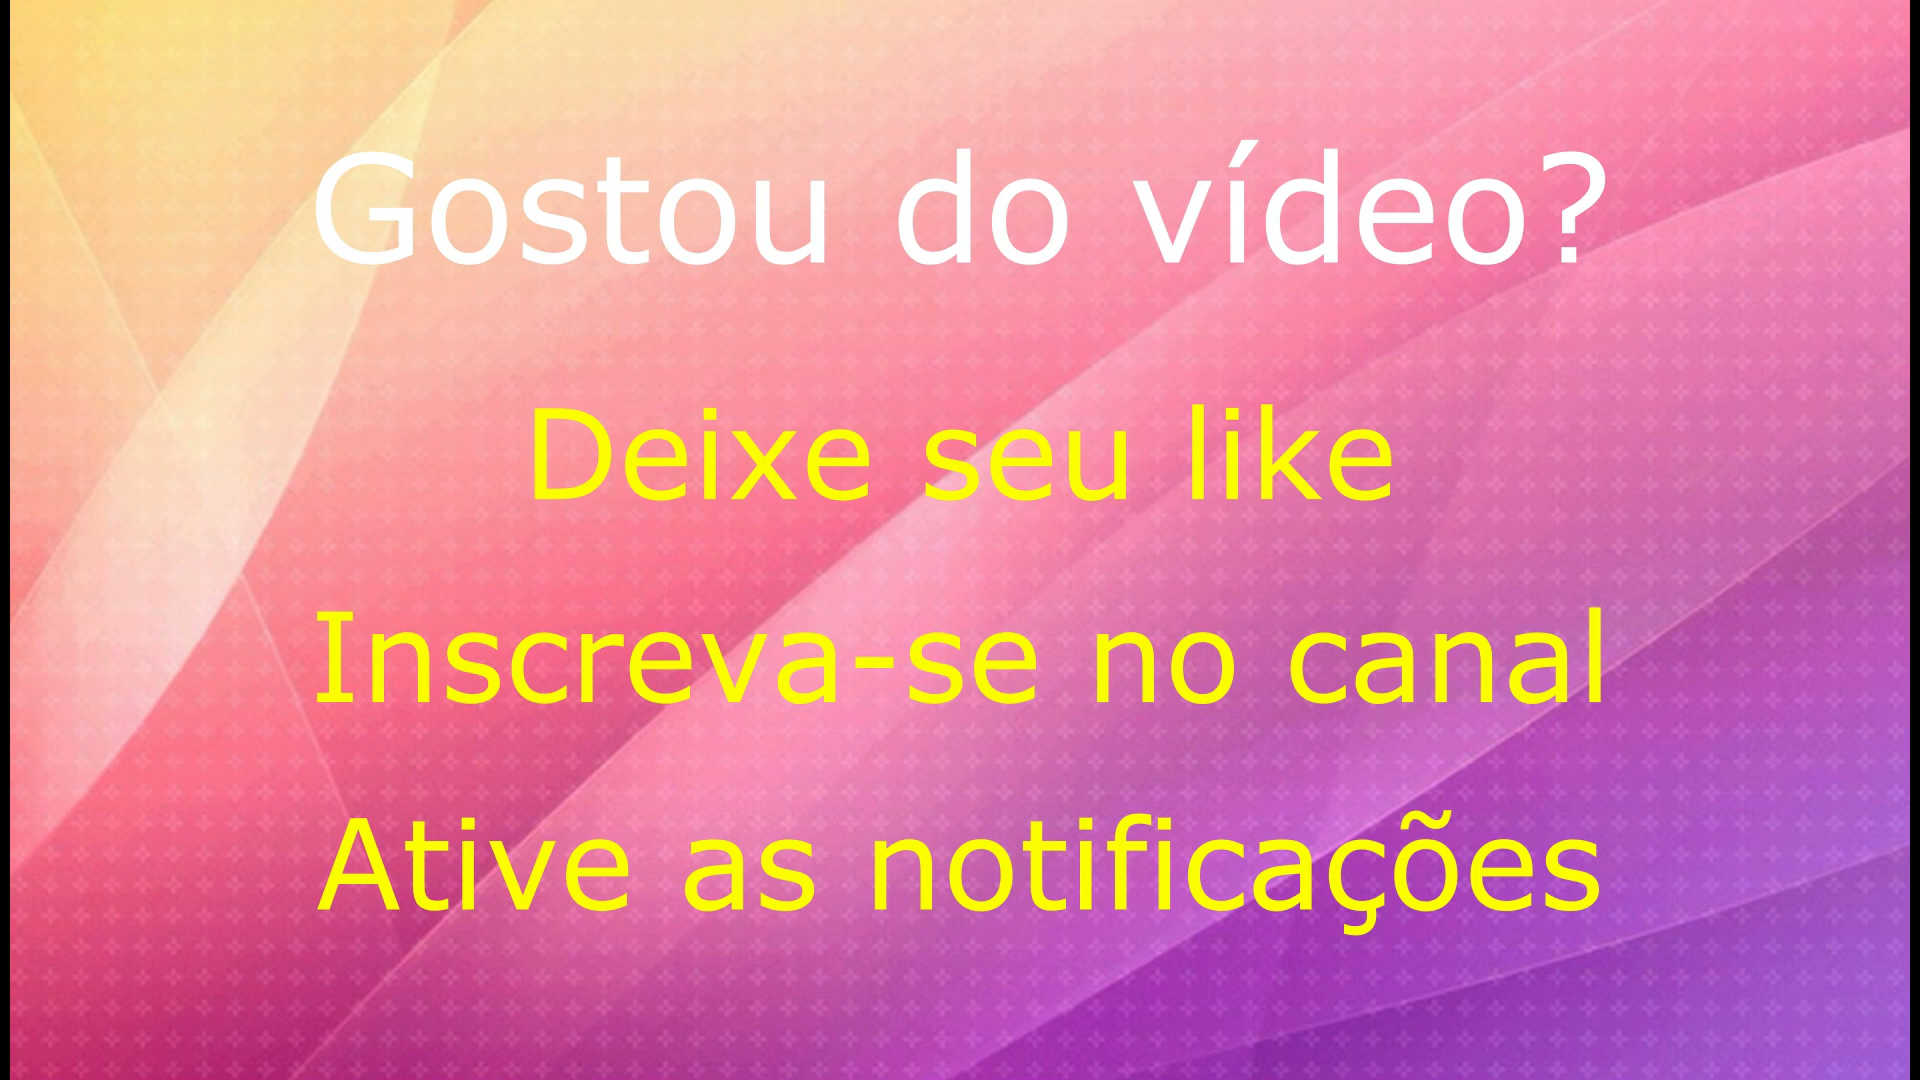 Gostou do vídeo?
Deixe seu like
Inscreva-se no canal
Ative as notificações